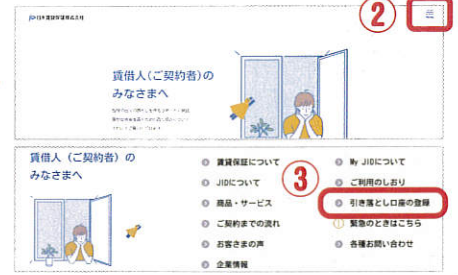 ②
JID 日本賃貸保証株式会社
賃借人（ご契約者）の
みなさまへ
賃借人（ご契約者）の
みなさまへ
賃貸保証について
JIDについて
商品・サービス
ご契約までの流れ
お客さまの声
企業情報
③
My JIDについて
ご利用のしおり
引き落とし口座の登録
緊急のときはこちら
各種お問い合わせ